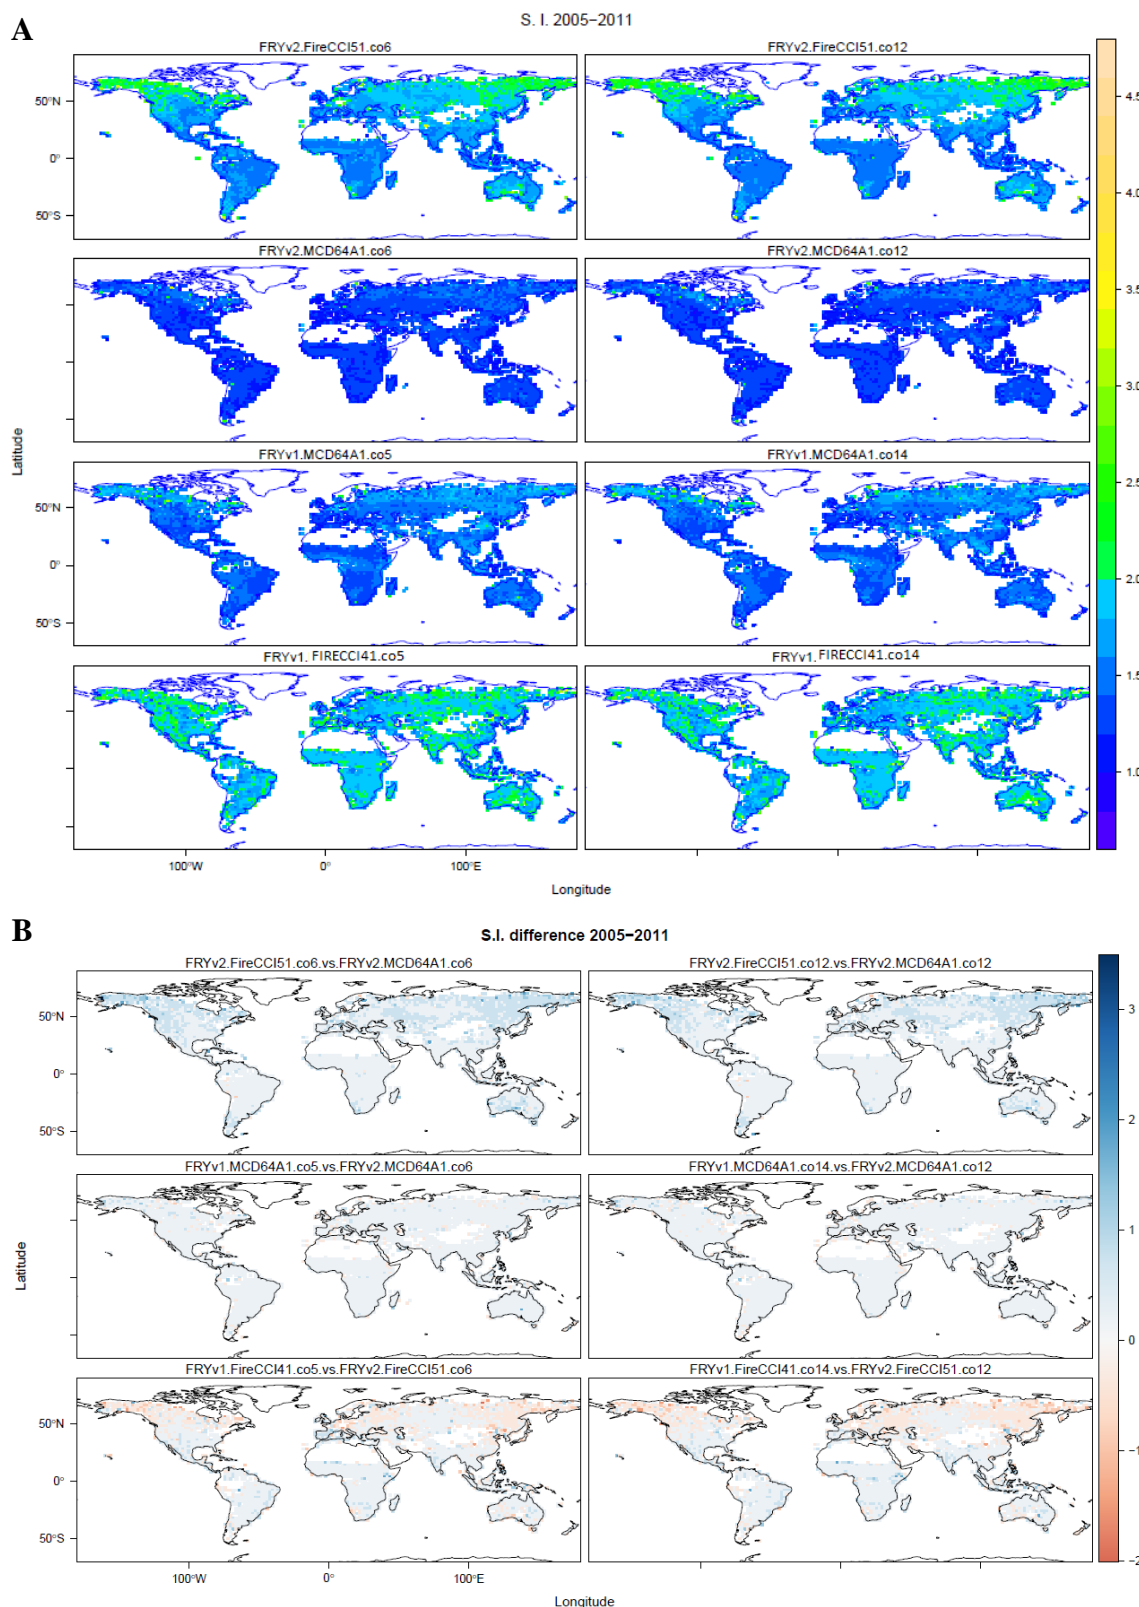 A
S. I. 2005−2011
FRYv2.FireCCI51.co6
FRYv2.FireCCI51.co12
50°N
0°
50°S
FRYv2.MCD64A1.co6
FRYv2.MCD64A1.co12
FRYv1.MCD64A1.co5
FRYv1.MCD64A1.co14
50°N
0°
50°S
FRYv1. FIRECCI41.co5
FRYv1. FIRECCI41.co14
100°W
0°
100°E
Latitude
Longitude
4.5
4.0
3.5
3.0
2.5
2.0
1.5
1.0
B
S.I. difference 2005−2011
FRYv2.FireCCI51.co6.vs.FRYv2.MCD64A1.co6
FRYv2.FireCCI51.co12.vs.FRYv2.MCD64A1.co12
50°N
0°
50°S
FRYv1.MCD64A1.co5.vs.FRYv2.MCD64A1.co6
FRYv1.MCD64A1.co14.vs.FRYv2.MCD64A1.co12
FRYv1.FireCCI41.co5.vs.FRYv2.FireCCI51.co6
FRYv1.FireCCI41.co14.vs.FRYv2.FireCCI51.co12
50°N
0°
50°S
100°W
0°
100°E
Latitude
Longitude
3
2
1
0
−1
−2